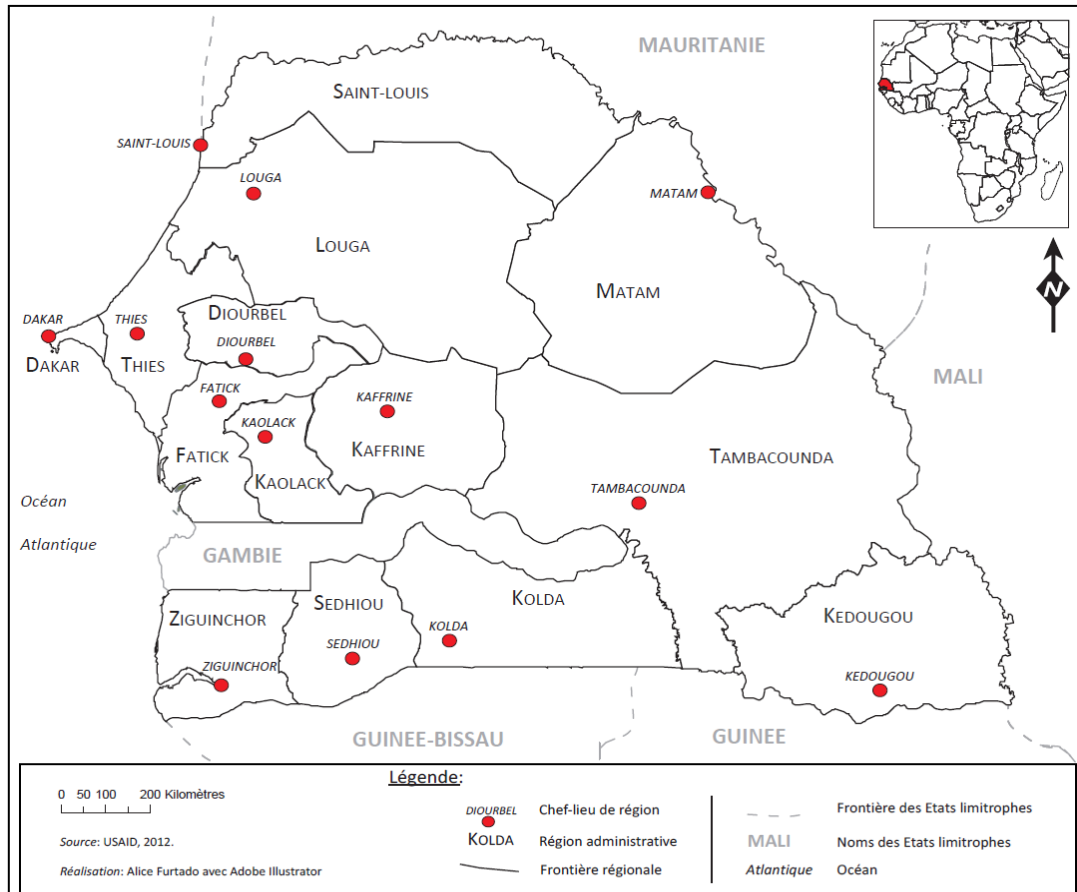 MAURITANIE
SAINT-LOUIS
SAINT-LOUIS
LOUGA
MATAM
LOUGA
MATAM
DIOURBEL
DAKAR
THIES
DIOURBEL
DAKAR
THIES
MALI
FATICK
KAFFRINE
KAOLACK
FATICK
KAFFRINE
TAMBACOUNDA
KAOLACK
TAMBACOUNDA
Océan
Atlantique
GAMBIE
SEDHIOU
KOLDA
ZIGUINCHOR
KEDOUGOU
KOLDA
SEDHIOU
ZIGUINCHOR
KEDOUGOU
GUINEE-BISSAU
GUINEE
N
Légende:
0 50 100 200 Kilomètres
Source: USAID, 2012.
Réalisation: Alice Furtado avec Adobe Illustrator
DIOURBEL Chef-lieu de région
KOLDA Région administrative
Frontière régionale
Frontière des Etats limitrophes
MALI Noms des Etats limitrophes
Atlantique Océan